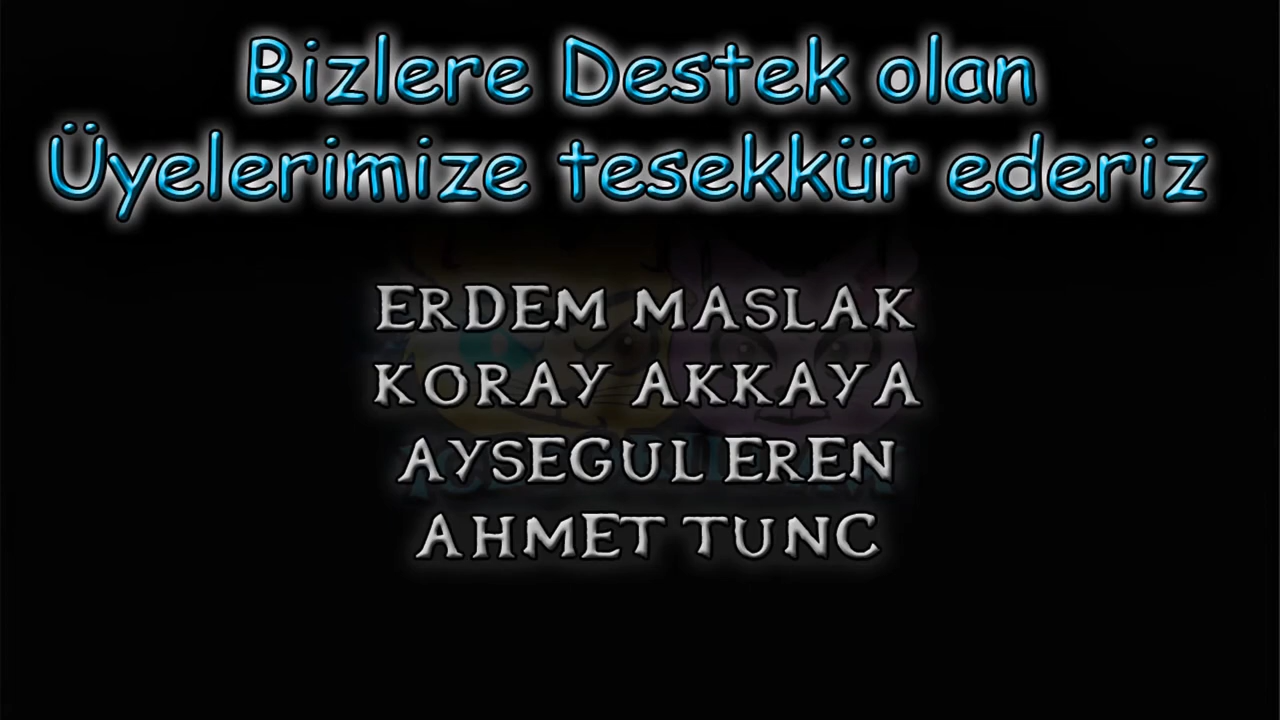 Bizlere Destek olan
Üyelerimize tesekkür ederiz
ERDEM MASLAK
KORAY AKKAYA
AYSEGUL EREN
AHMET TUNC